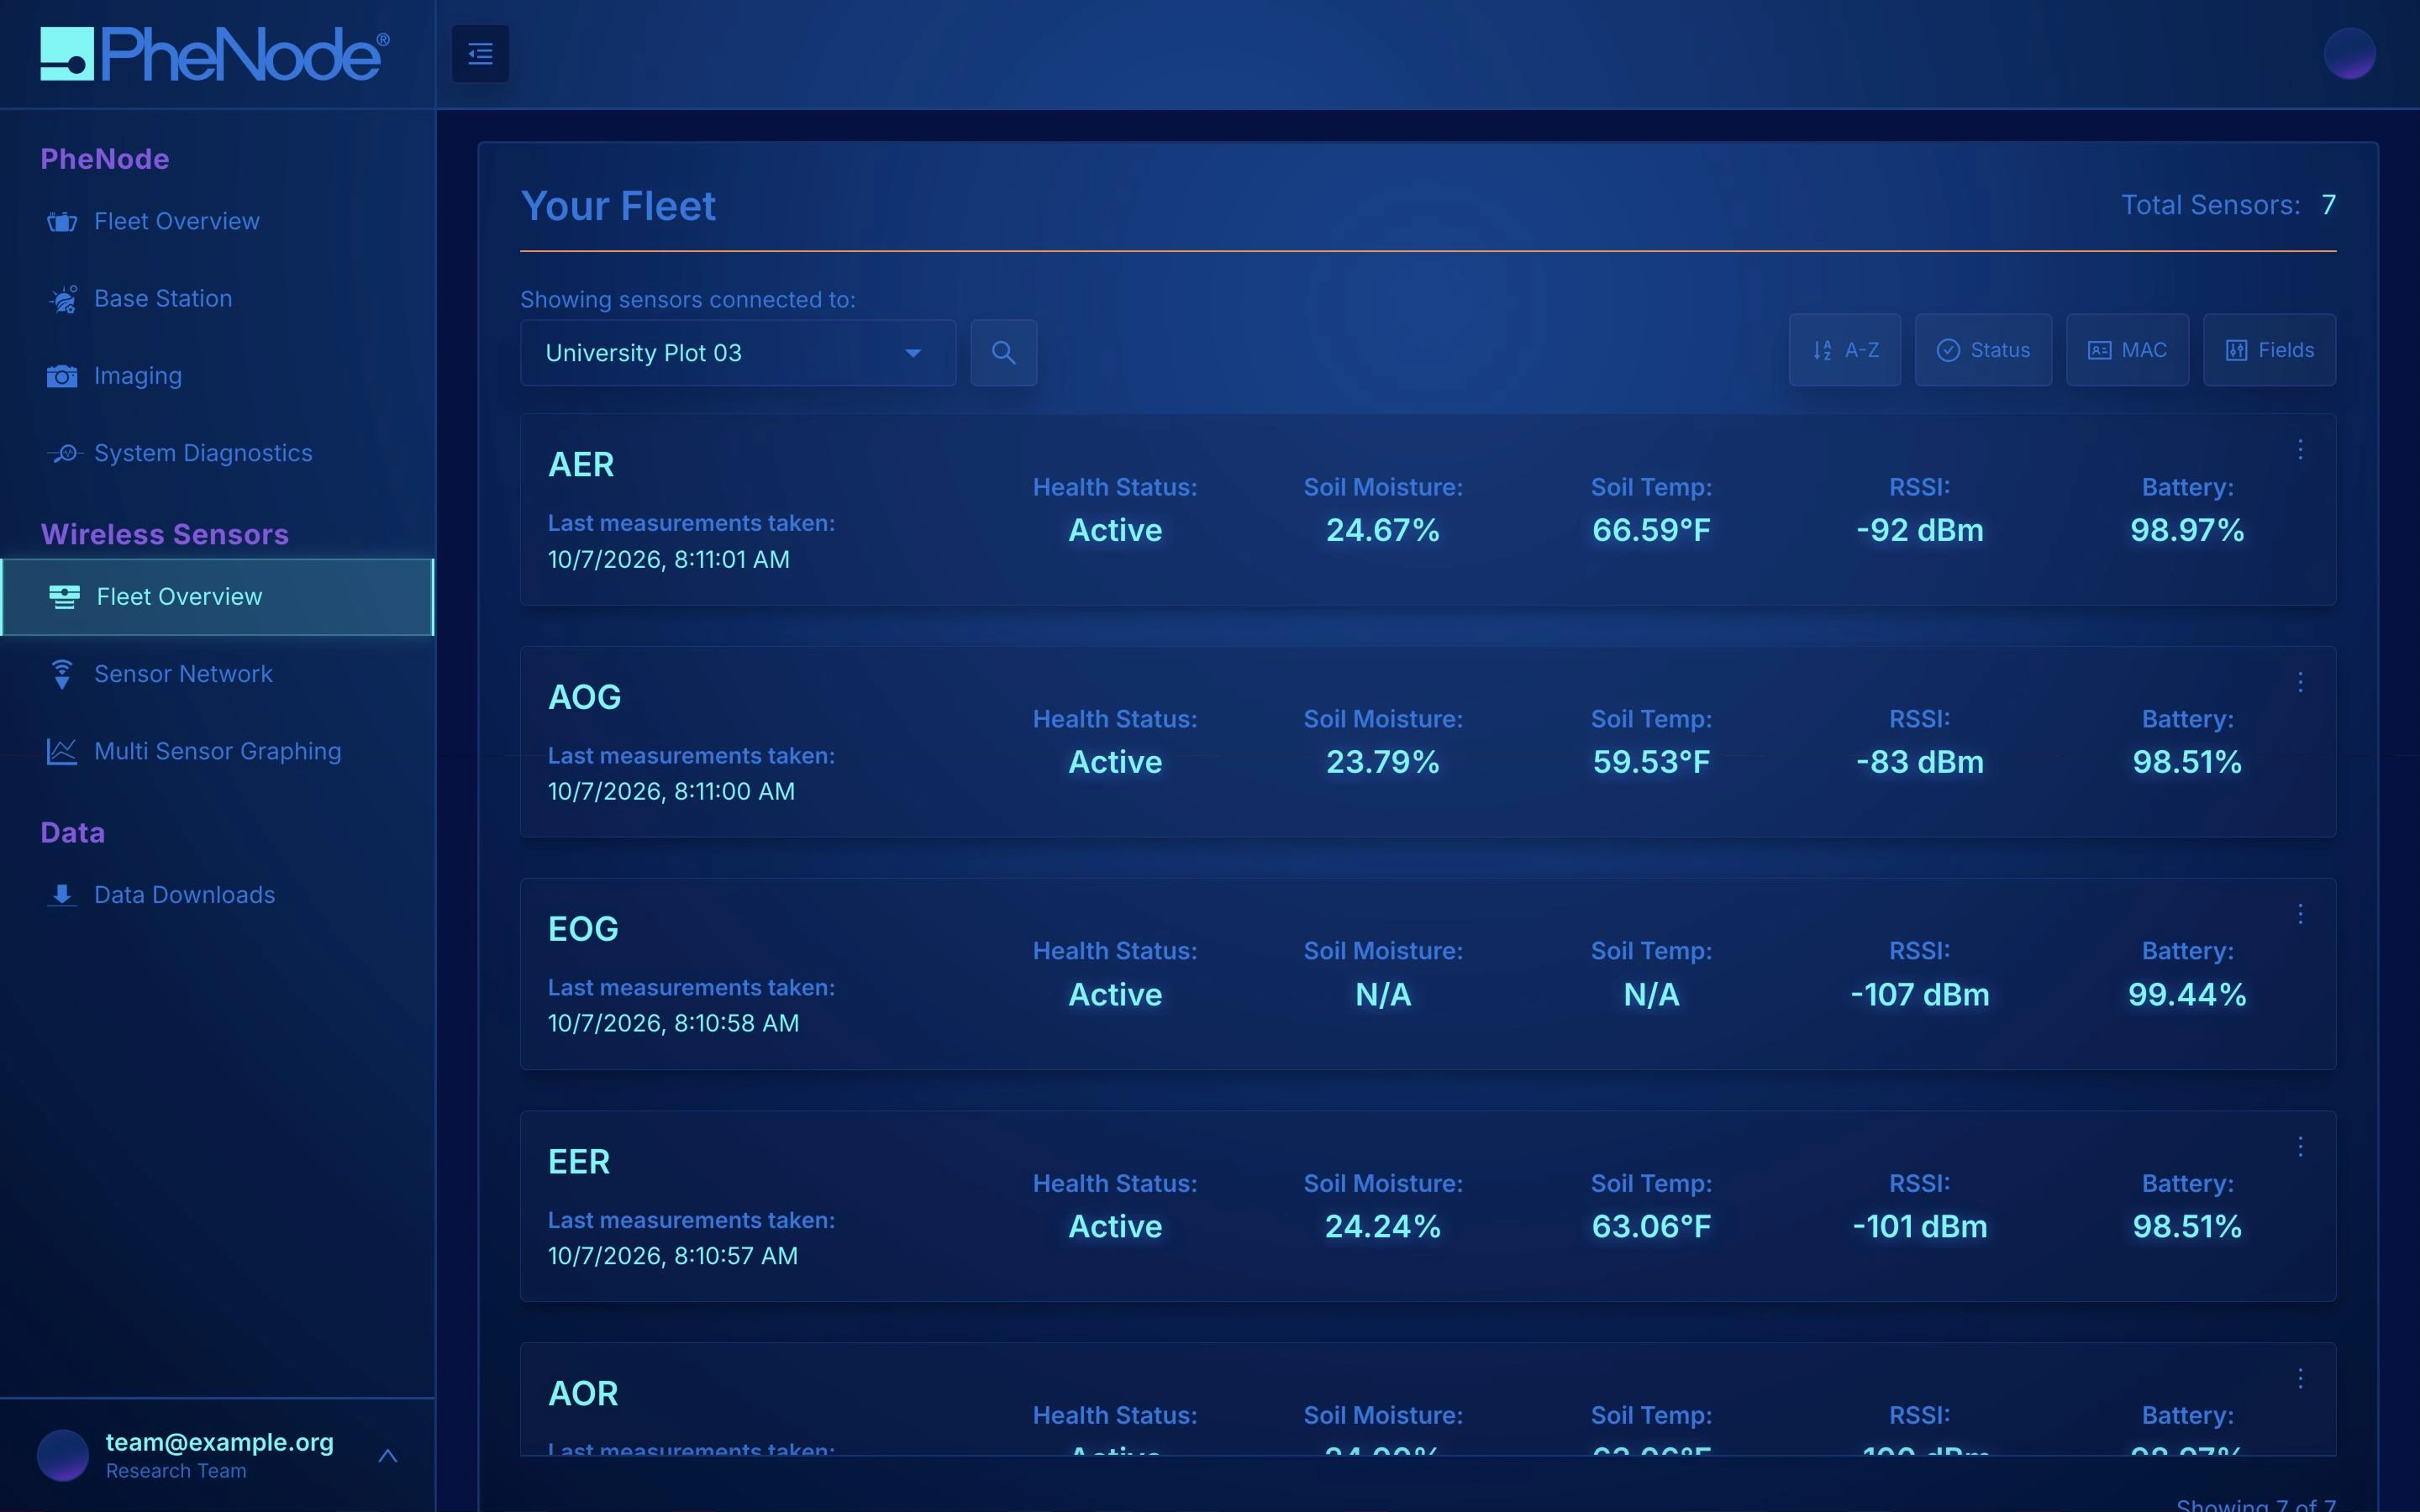 PheNode®
PheNode
Fleet Overview
Base Station
Imaging
System Diagnostics
Wireless Sensors
Fleet Overview
Sensor Network
Multi Sensor Graphing
Data
Data Downloads
team@example.org
Research Team
Your Fleet
Total Sensors: 7
Showing sensors connected to:
University Plot 03
A-Z Status MAC Fields
AER
Last measurements taken:
10/7/2026, 8:11:01 AM
Health Status: Soil Moisture: Soil Temp: RSSI: Battery:
Active 24.67% 66.59°F -92 dBm 98.97%
AOG
Last measurements taken:
10/7/2026, 8:11:00 AM
Health Status: Soil Moisture: Soil Temp: RSSI: Battery:
Active 23.79% 59.53°F -83 dBm 98.51%
EOG
Last measurements taken:
10/7/2026, 8:10:58 AM
Health Status: Soil Moisture: Soil Temp: RSSI: Battery:
Active N/A N/A -107 dBm 99.44%
EER
Last measurements taken:
10/7/2026, 8:10:57 AM
Health Status: Soil Moisture: Soil Temp: RSSI: Battery:
Active 24.24% 63.06°F -101 dBm 98.51%
AOR
Last measurements taken:
Health Status: Soil Moisture: Soil Temp: RSSI: Battery:
Active
Showing 7 of 7